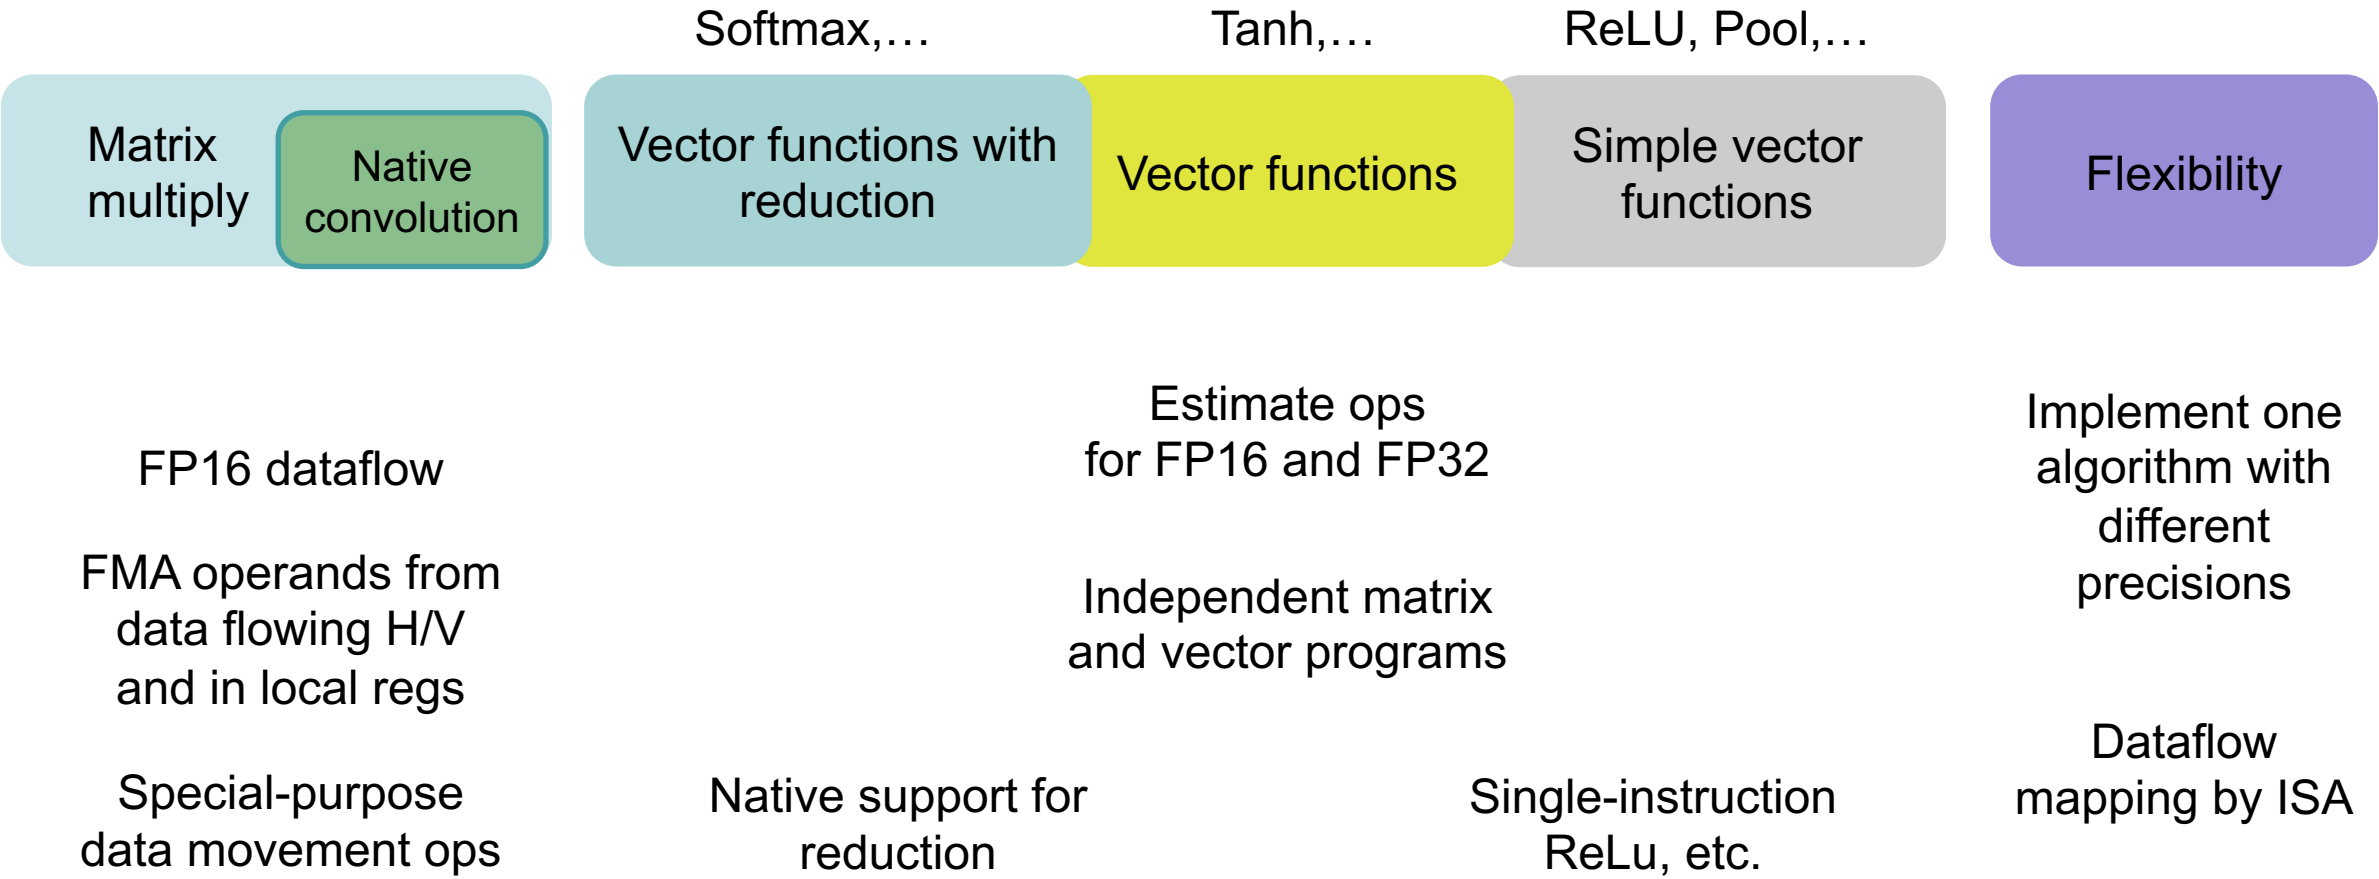 Softmax,…
Tanh,…
ReLU, Pool,…
Matrix
multiply
Native
convolution
Vector functions with
reduction
Vector functions
Simple vector
functions
Flexibility
FP16 dataflow
FMA operands from
data flowing H/V
and in local regs
Special-purpose
data movement ops
Native support for
reduction
Estimate ops
for FP16 and FP32
Independent matrix
and vector programs
Single-instruction
ReLu, etc.
Implement one
algorithm with
different
precisions
Dataflow
mapping by ISA